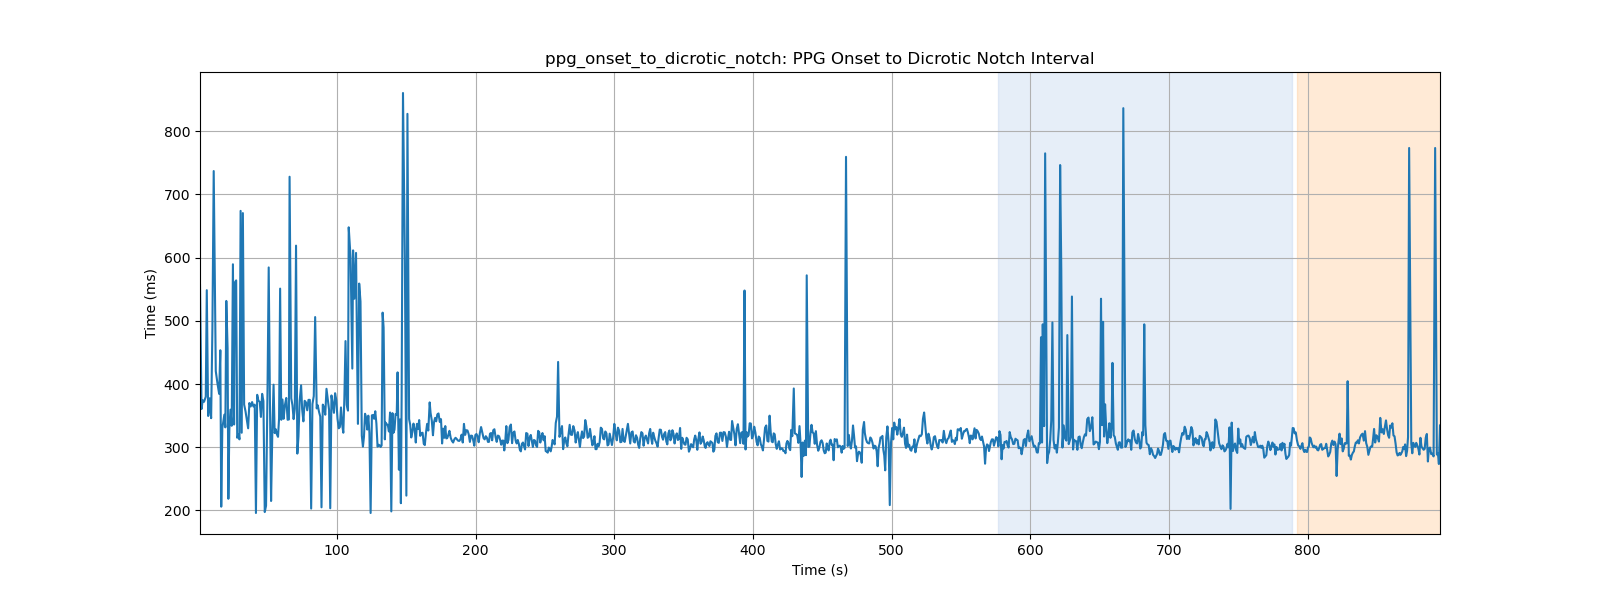 ppg_onset_to_dicrotic_notch: PPG Onset to Dicrotic Notch Interval
Time (ms)
800
700
600
500
400
300
200
100 200 300 400 500 600 700 800
Time (s)